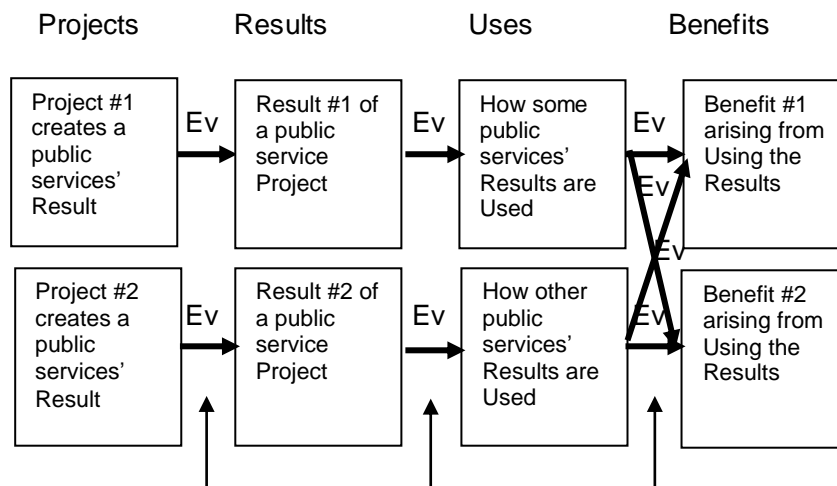 Projects Results Uses Benefits
Project #1
creates a
public
services’
Result
Ev
Result #1 of
a public
service
Project
Ev
How some
public
services’
Results are
Used
Ev
Ev
Ev
Ev
Benefit #1
arising from
Using the
Results
Project #2
creates a
public
services’
Result
Ev
Result #2 of
a public
service
Project
Ev
How other
public
services’
Results are
Used
Benefit #2
arising from
Using the
Results